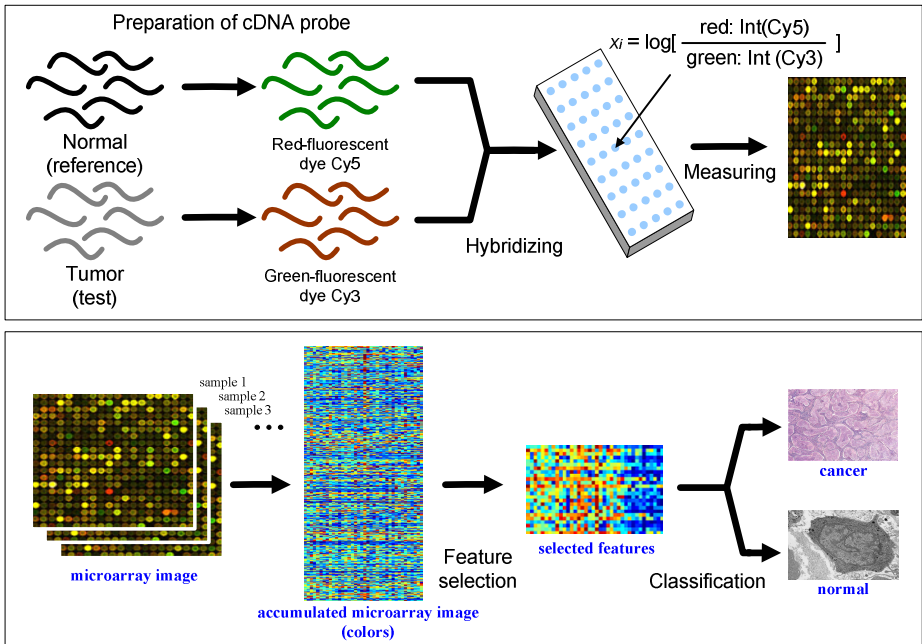 Preparation of cDNA probe
Normal
(reference)
Red-fluorescent
dye Cy5
Tumor
(test)
Green-fluorescent
dye Cy3
Hybridizing
xi = log[ red: Int(Cy5) / green: Int (Cy3) ]
Measuring
sample 1
sample 2
sample 3
•••
microarray image
accumulated microarray image
(colors)
Feature
selection
selected features
Classification
cancer
normal